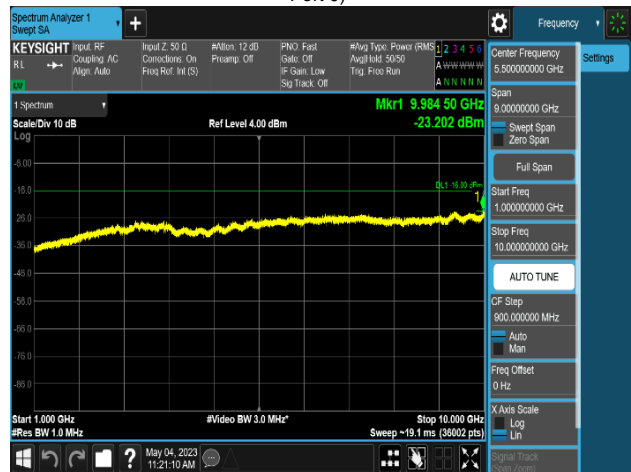 Spectrum Analyzer 1
Swept SA
+
Frequency
KEYSIGHT
RL
LXI
Input: RF
Coupling: AC
Align: Auto
Input Z: 50 Ω
Corrections: On
Freq Ref: Int (S)
#Atten: 12 dB
Preamp: Off
PNO: Fast
Gate: Off
IF Gain: Low
Sig Track: Off
#Avg Type: Power (RMS
Avg|Hold: 50/50
Trig: Free Run
1 2 3 4 5 6
A W W W W W
A N N N N N
Center Frequency
5.500000000 GHz
Settings
1 Spectrum
Scale/Div 10 dB
Log
Ref Level 4.00 dBm
Mkr1 9.984 50 GHz
-23.202 dBm
DL1 -16.00 dBm
1
-6.00
-16.0
-26.0
-36.0
-46.0
-56.0
-66.0
-76.0
-86.0
Span
9.00000000 GHz
Swept Span
Zero Span
Full Span
Start Freq
1.000000000 GHz
Stop Freq
10.000000000 GHz
AUTO TUNE
CF Step
900.000000 MHz
Auto
Man
Freq Offset
0 Hz
X Axis Scale
Log
Lin
Signal Track
(Span Zoom)
Start 1.000 GHz
#Res BW 1.0 MHz
#Video BW 3.0 MHz*
Stop 10.000 GHz
Sweep ~19.1 ms (36002 pts)
?
May 04, 2023
11:21:10 AM